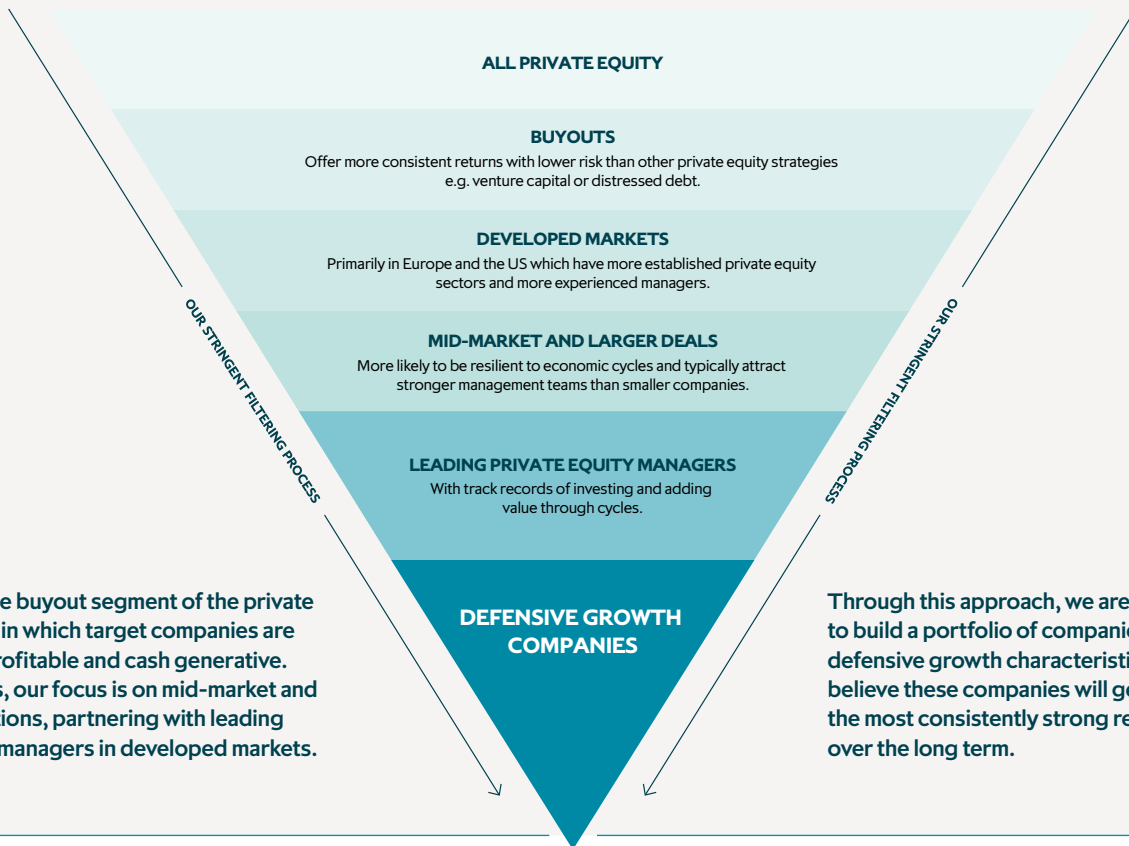 ALL PRIVATE EQUITY
BUYOUTS
Offer more consistent returns with lower risk than other private equity strategies
e.g. venture capital or distressed debt.
DEVELOPED MARKETS
Primarily in Europe and the US which have more established private equity
sectors and more experienced managers.
MID-MARKET AND LARGER DEALS
More likely to be resilient to economic cycles and typically attract
stronger management teams than smaller companies.
LEADING PRIVATE EQUITY MANAGERS
With track records of investing and adding
value through cycles.
DEFENSIVE GROWTH
COMPANIES
OUR STRINGENT FILTERING PROCESS
OUR STRINGENT FILTERING PROCESS
buyout segment of the private
in which target companies are
and cash generative.
our focus is on mid-market and
partnering with leading
managers in developed markets.
Through this approach, we are
to build a portfolio of
defensive growth
believe these companies will
the most consistently strong
over the long term.